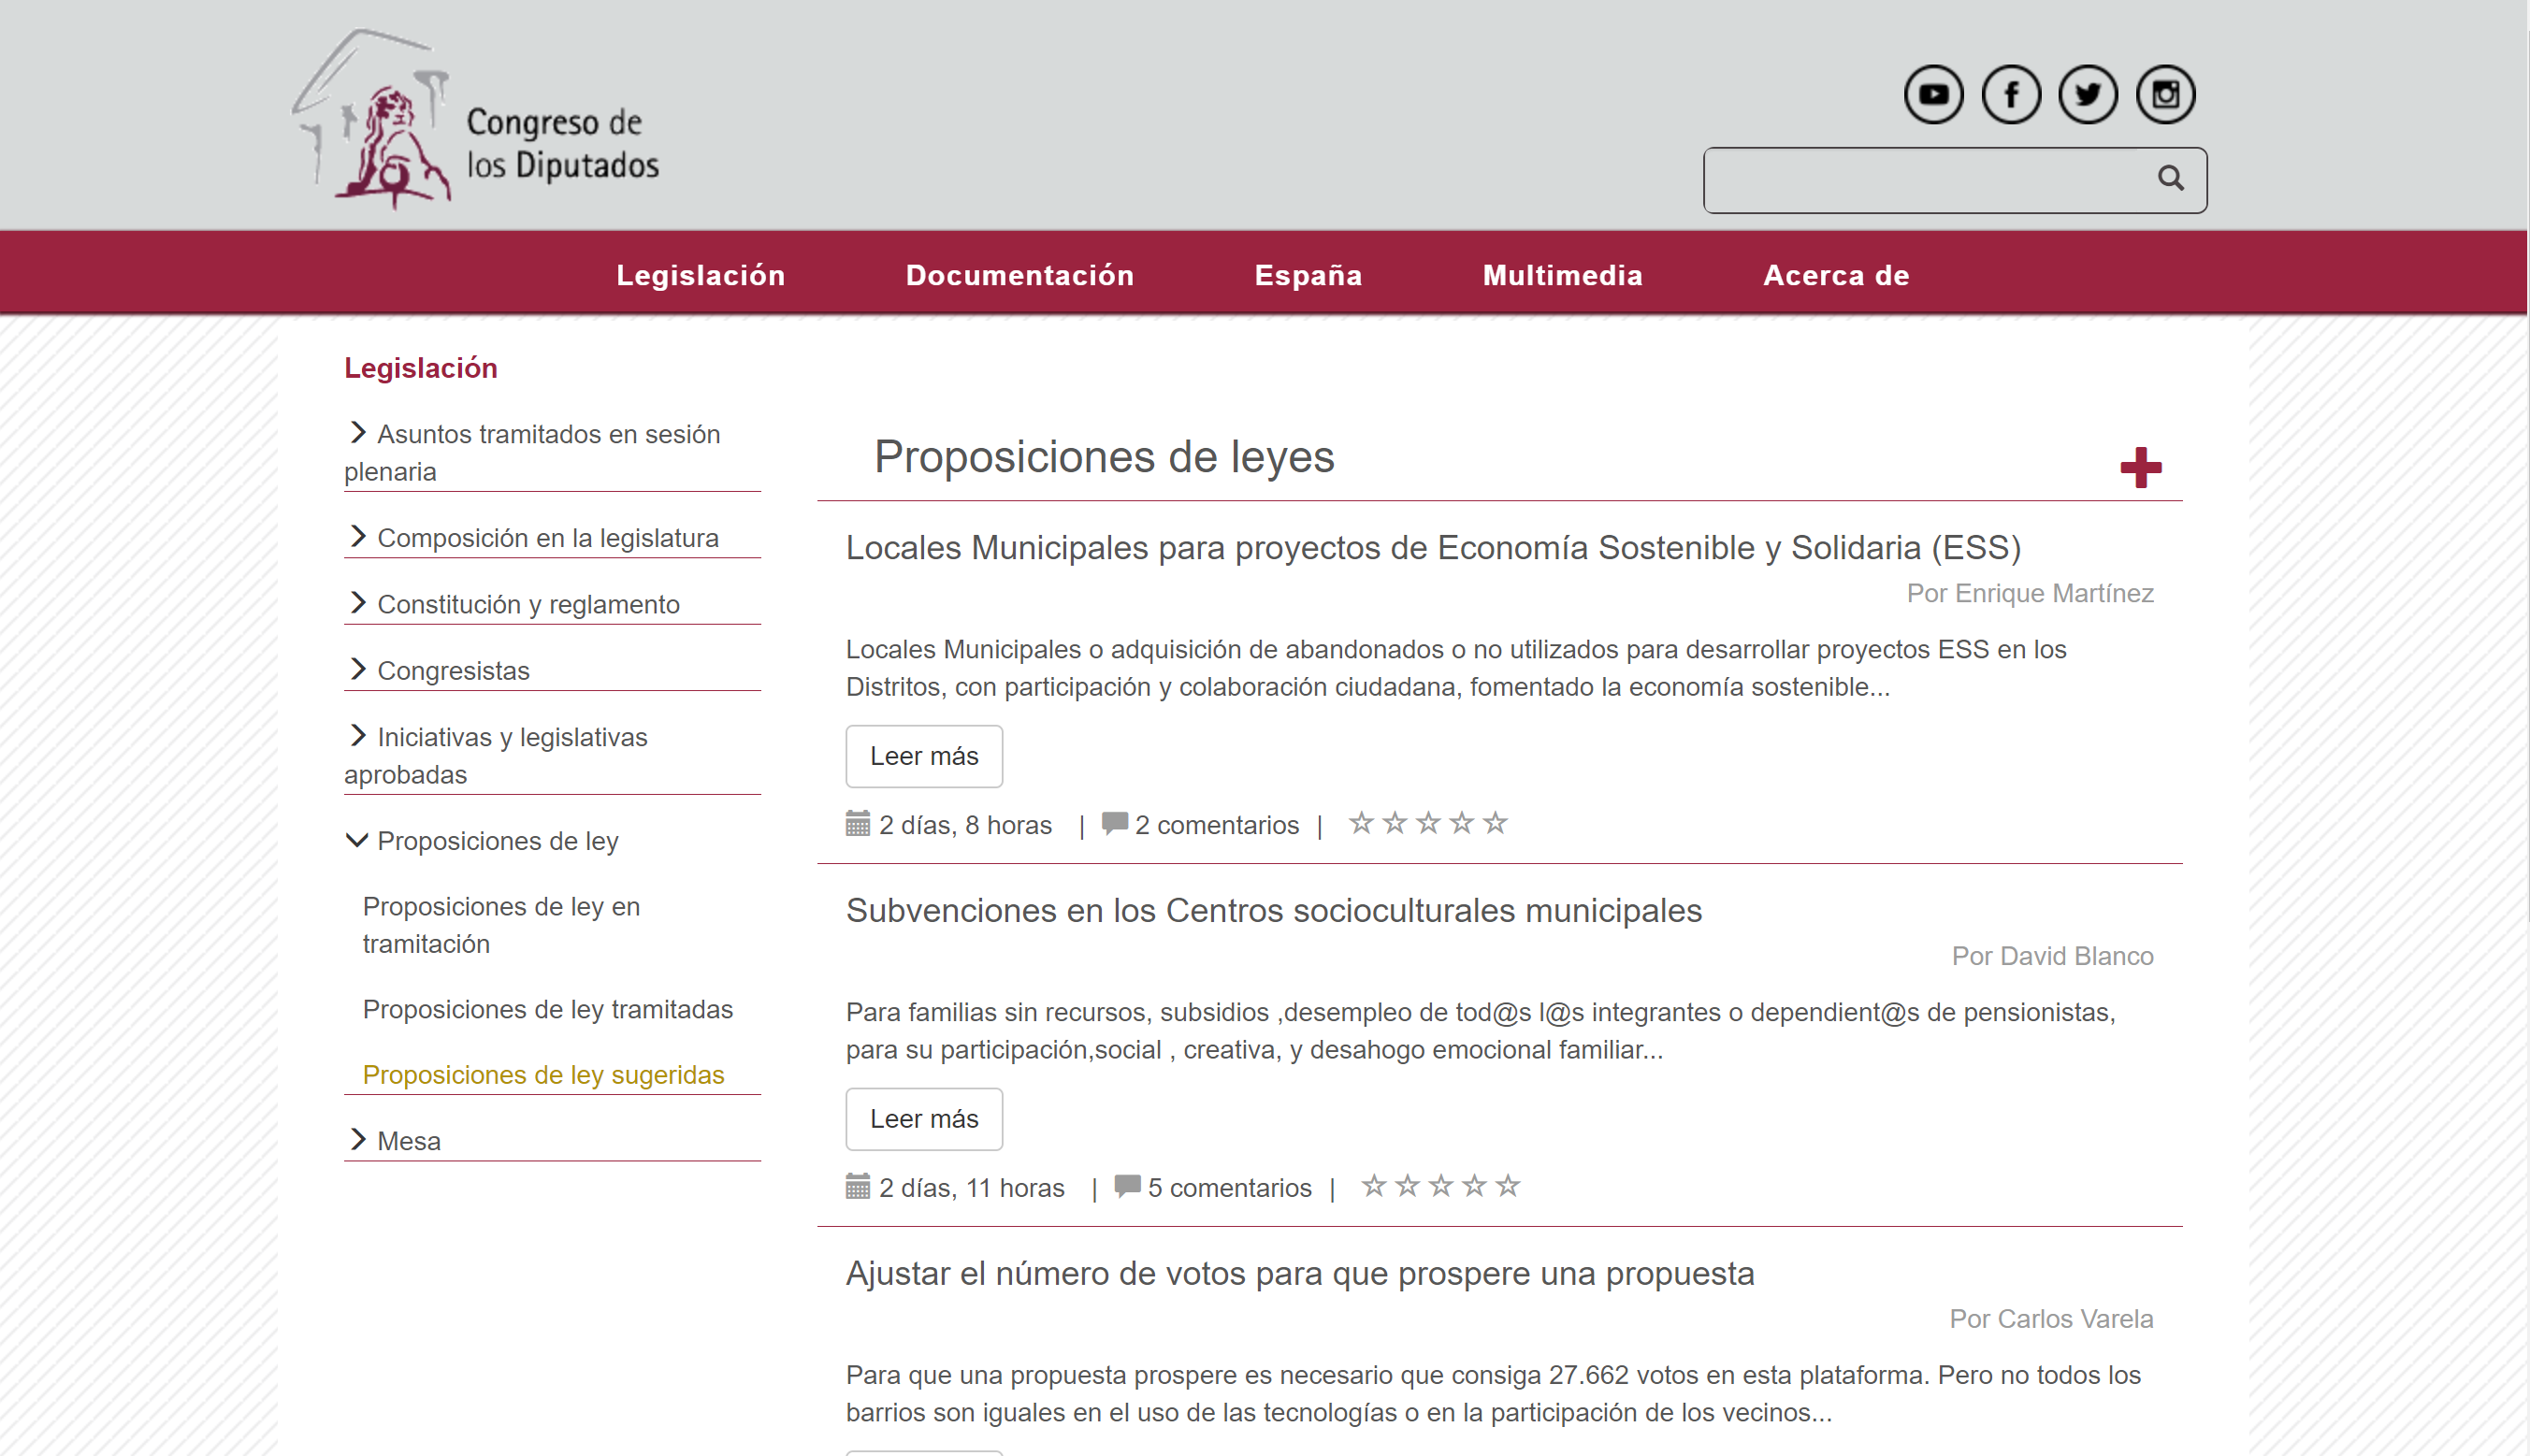 Congreso de
los Diputados
Legislación
Documentación
España
Multimedia
Acerca de
Legislación
Asuntos tramitados en sesión
plenaria
Composición en la legislatura
Constitución y reglamento
Congresistas
Iniciativas y legislativas
aprobadas
Proposiciones de ley
Proposiciones de ley en
tramitación
Proposiciones de ley tramitadas
Proposiciones de ley sugeridas
Mesa
Proposiciones de leyes
Locales Municipales para proyectos de Economía Sostenible y Solidaria (ESS)
Por Enrique Martínez
Locales Municipales o adquisición de abandonados o no utilizados para desarrollar proyectos ESS en los
Distritos, con participación y colaboración ciudadana, fomentado la economía sostenible...
Leer más
2 días, 8 horas | 2 comentarios |
Subvenciones en los Centros socioculturales municipales
Por David Blanco
Para familias sin recursos, subsidios ,desempleo de tod@s l@s integrantes o dependient@s de pensionistas,
para su participación,social , creativa, y desahogo emocional familiar...
Leer más
2 días, 11 horas | 5 comentarios |
Ajustar el número de votos para que prospere una propuesta
Por Carlos Varela
Para que una propuesta prospere es necesario que consiga 27.662 votos en esta plataforma. Pero no todos los
barrios son iguales en el uso de las tecnologías o en la participación de los vecinos...